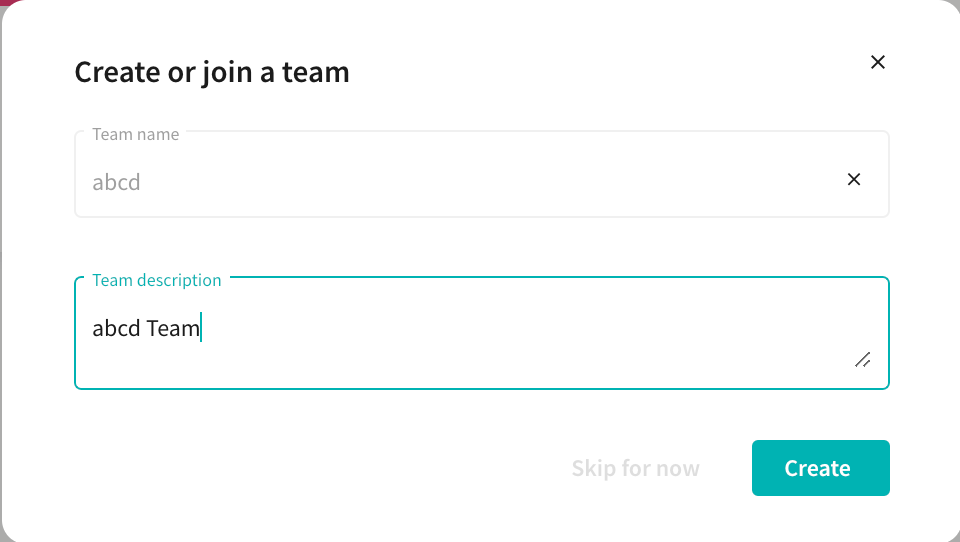 Create or join a team
Team name
abcd
Team description
abcd Team
Skip for now
Create